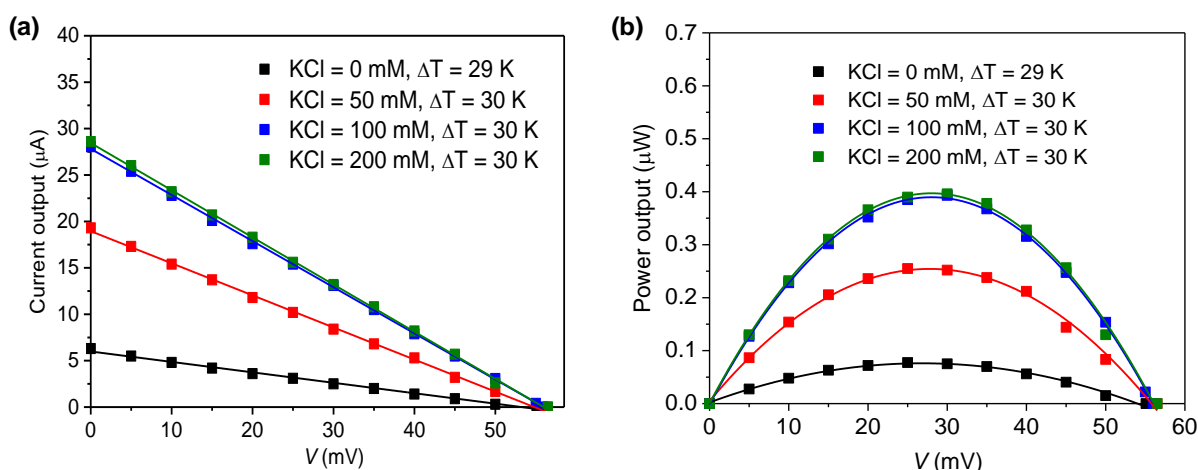 (a)
40
35
30
25
20
15
10
5
0
Current output (μA)
KCl = 0 mM, ΔT = 29 K
KCl = 50 mM, ΔT = 30 K
KCl = 100 mM, ΔT = 30 K
KCl = 200 mM, ΔT = 30 K
0 10 20 30 40 50
V (mV)
(b)
0.7
0.6
0.5
0.4
0.3
0.2
0.1
0.0
Power output (μW)
KCl = 0 mM, ΔT = 29 K
KCl = 50 mM, ΔT = 30 K
KCl = 100 mM, ΔT = 30 K
KCl = 200 mM, ΔT = 30 K
0 10 20 30 40 50 60
V (mV)